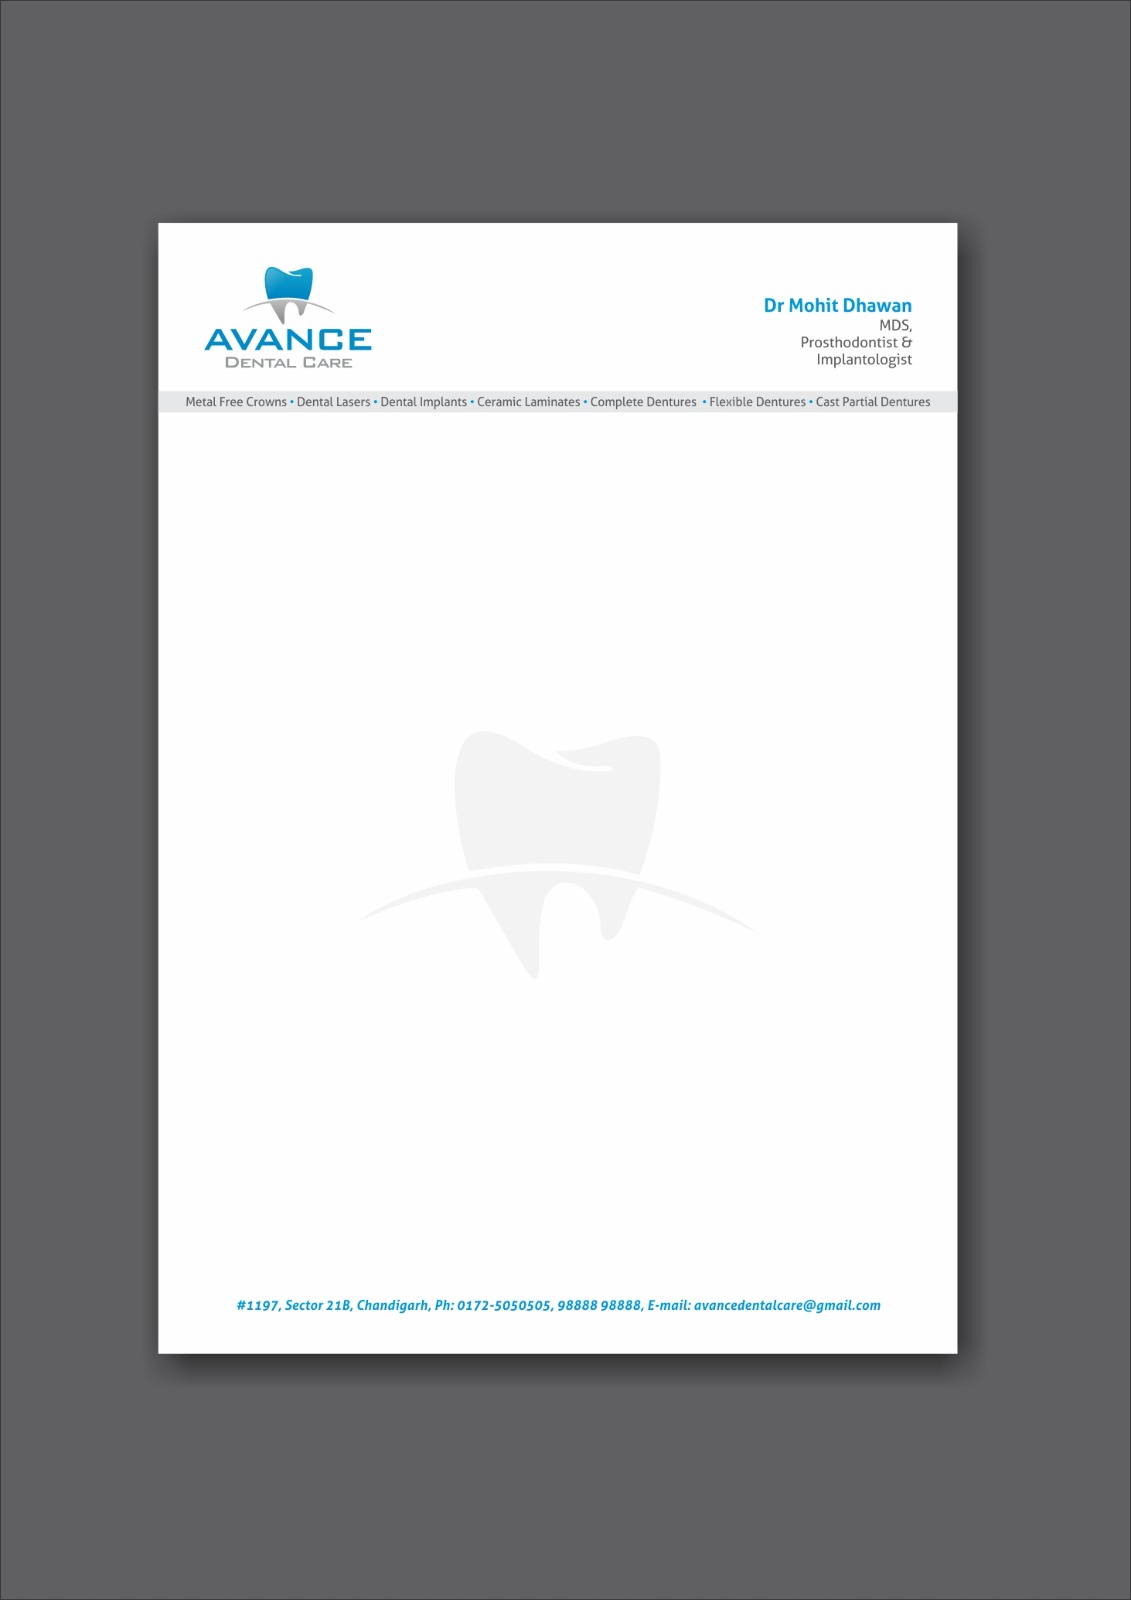 AVANCE
DENTAL CARE
Dr Mohit Dhawan
MDS,
Prosthodontist &
Implantologist
Metal Free Crowns • Dental Lasers • Dental Implants • Ceramic Laminates • Complete Dentures • Flexible Dentures • Cast Partial Dentures
#1197, Sector 21B, Chandigarh, Ph: 0172-5050505, 98888 98888, E-mail: avancedentalcare@gmail.com